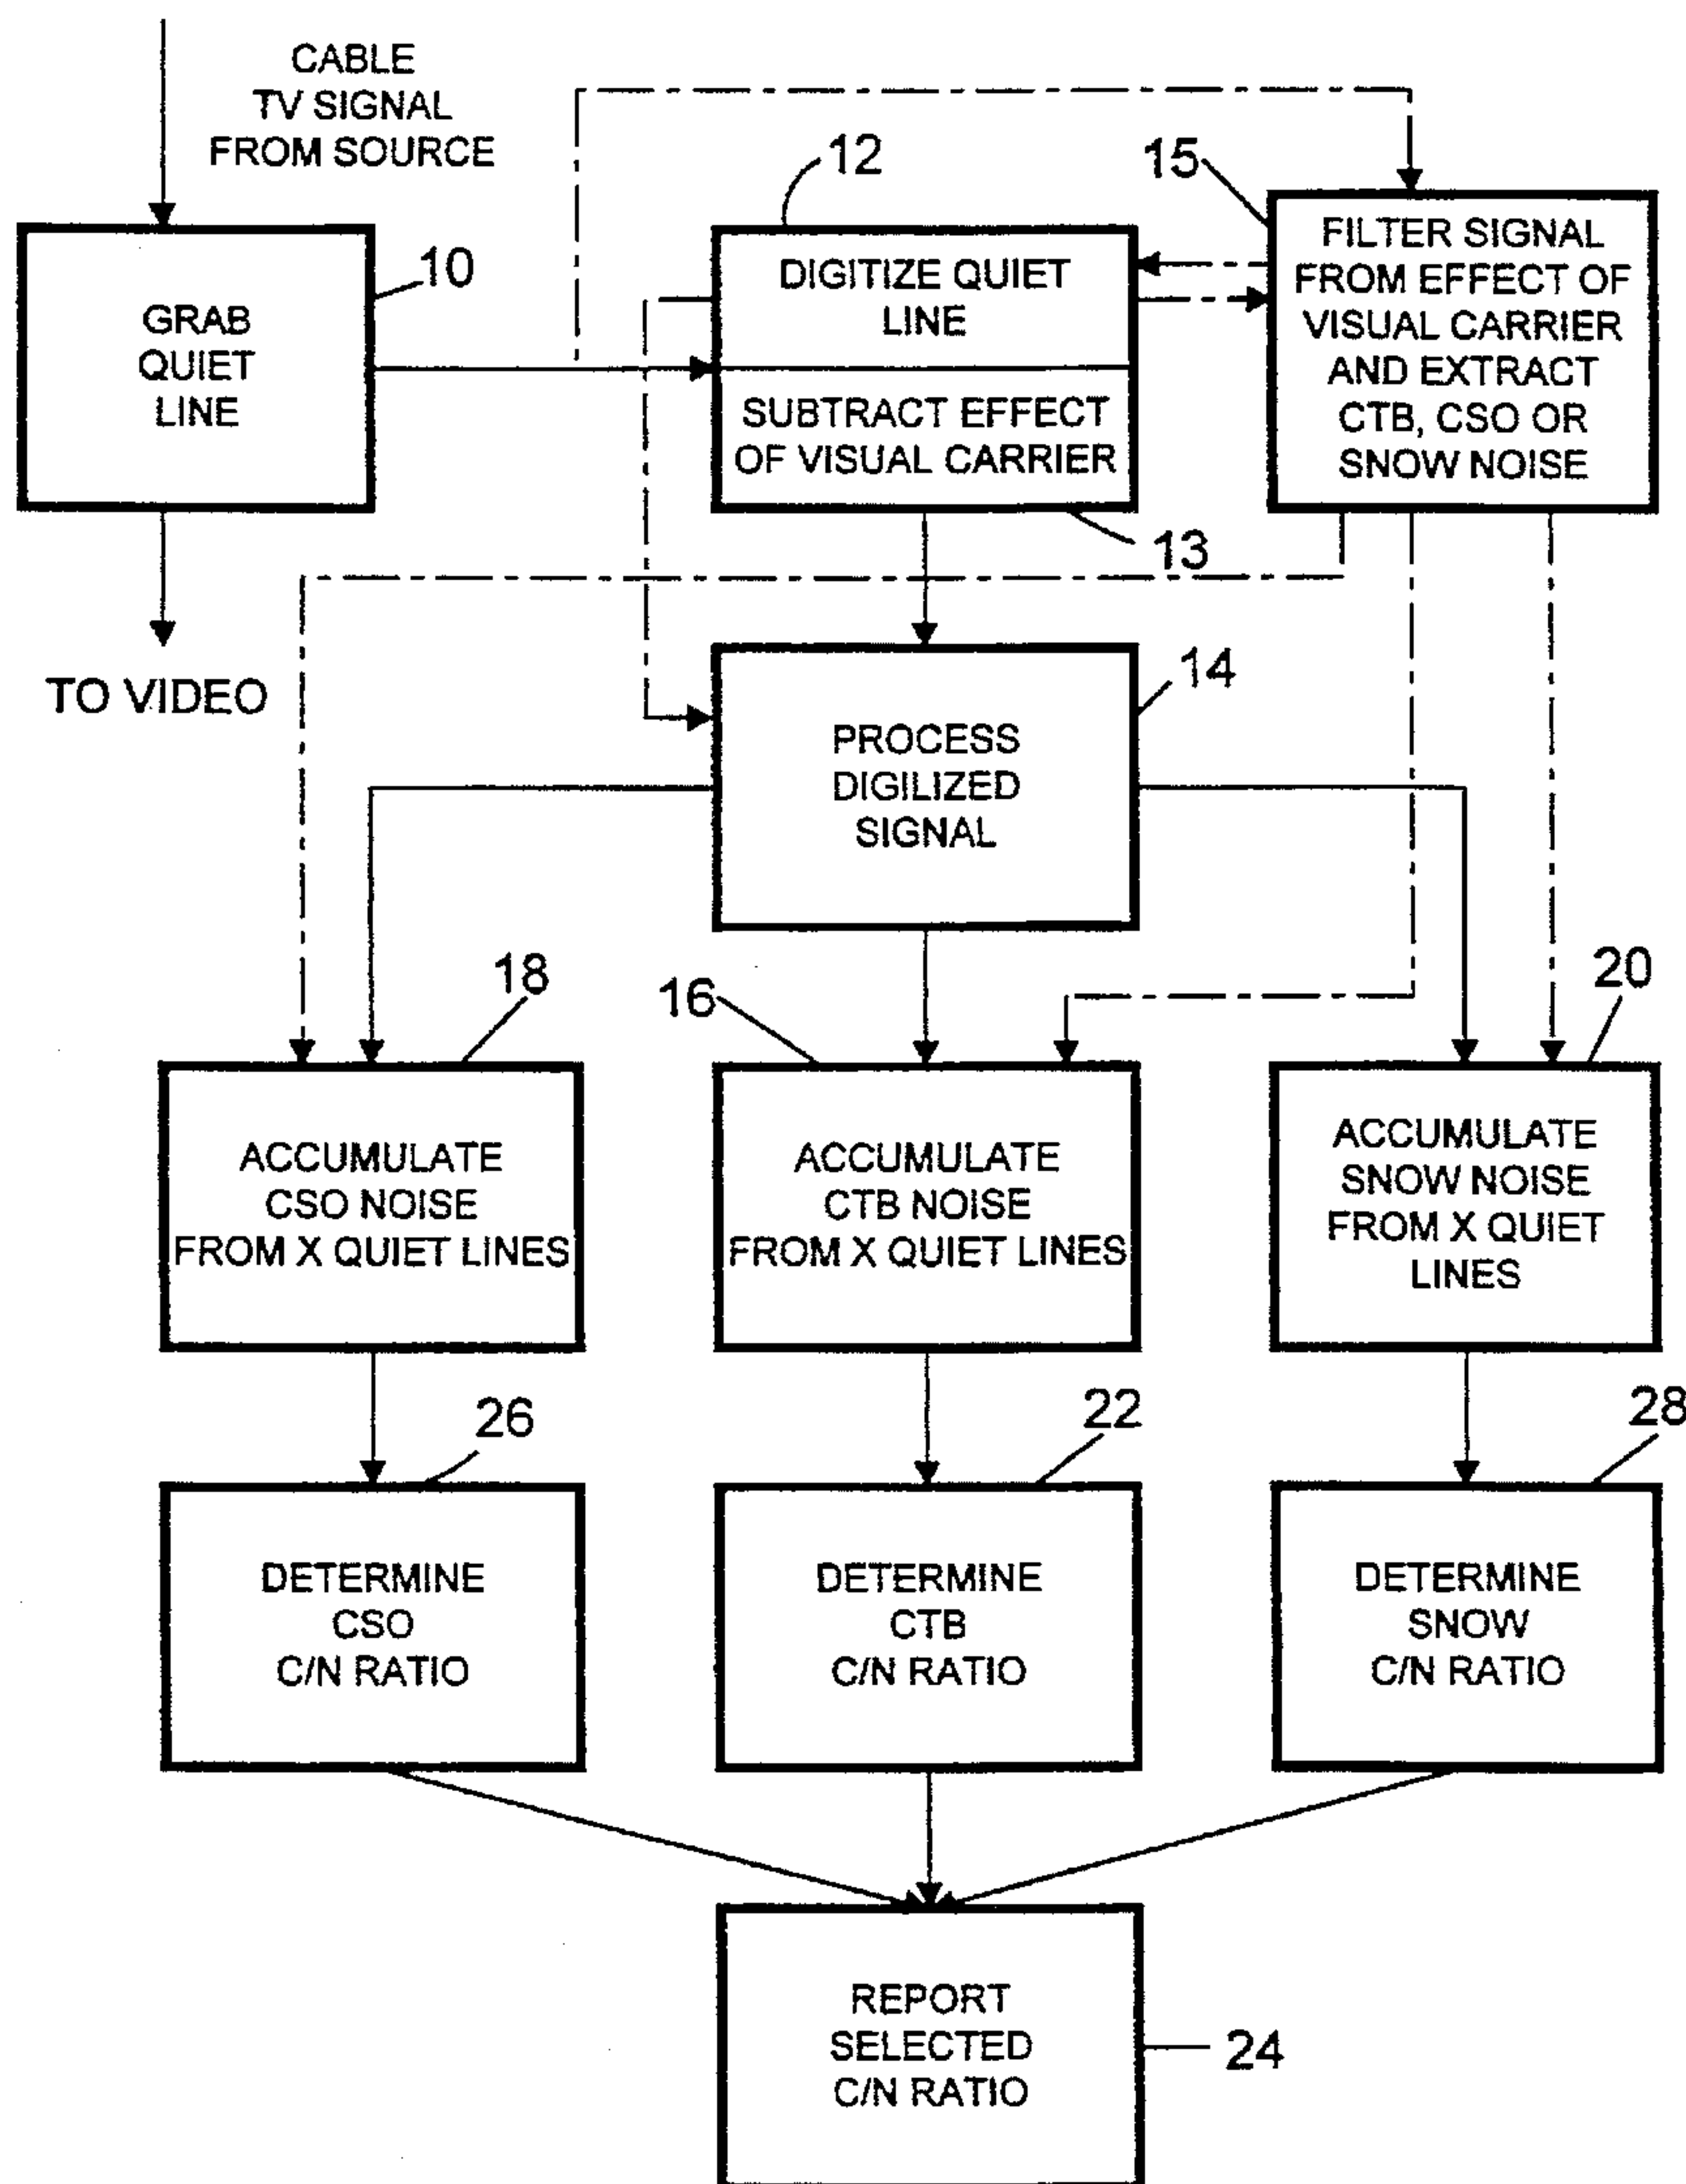 CABLE
TV SIGNAL
FROM SOURCE
12
15
10
GRAB
QUIET
LINE
DIGITIZE QUIET
LINE
SUBTRACT EFFECT
OF VISUAL CARRIER
FILTER SIGNAL
FROM EFFECT OF
VISUAL CARRIER
AND EXTRACT
CTB, CSO OR
SNOW NOISE
13
TO VIDEO
14
PROCESS
DIGILIZED
SIGNAL
18
16
20
ACCUMULATE
CSO NOISE
FROM X QUIET LINES
ACCUMULATE
CTB NOISE
FROM X QUIET LINES
ACCUMULATE
SNOW NOISE
FROM X QUIET
LINES
26
22
28
DETERMINE
CSO
C/N RATIO
DETERMINE
CTB
C/N RATIO
DETERMINE
SNOW
C/N RATIO
REPORT
SELECTED
C/N RATIO
24